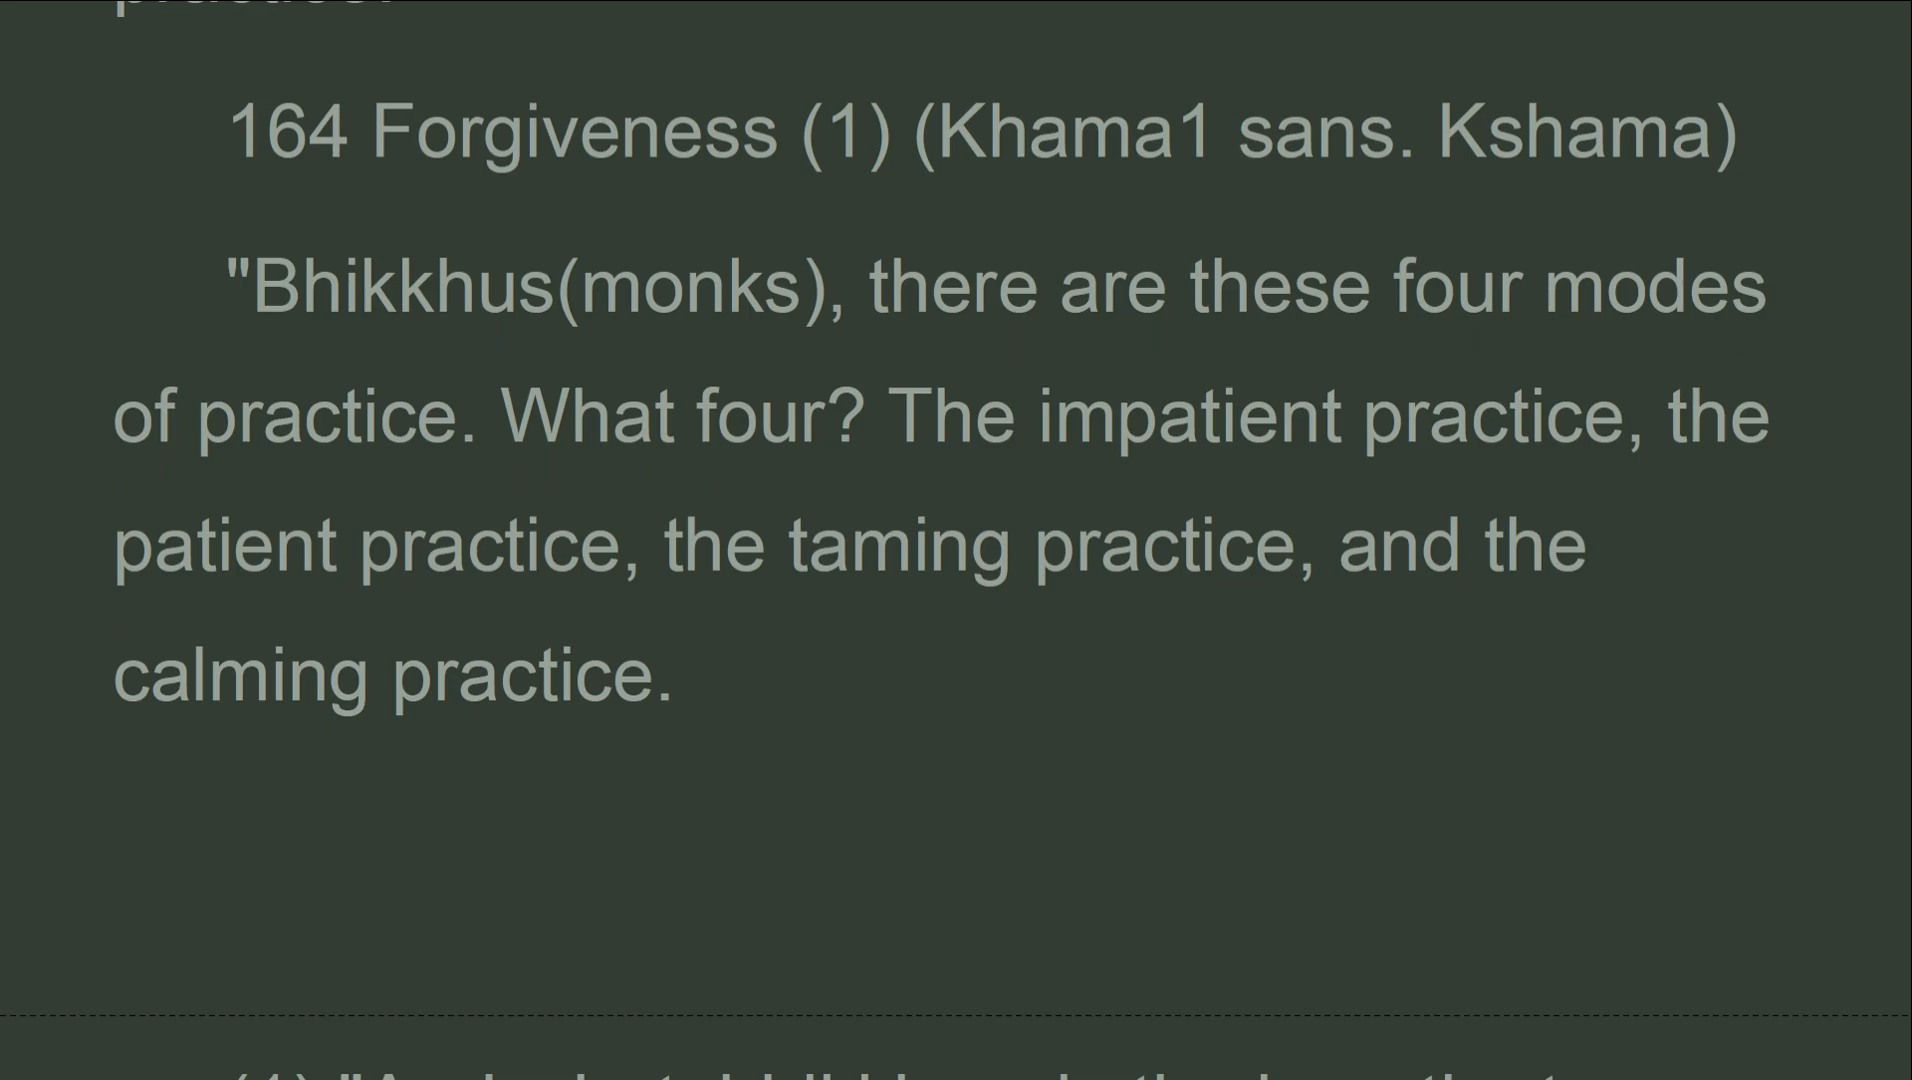 164 Forgiveness (1) (Khama1 sans. Kshama)
"Bhikkhus(monks), there are these four modes
of practice. What four? The impatient practice, the
patient practice, the taming practice, and the
calming practice.